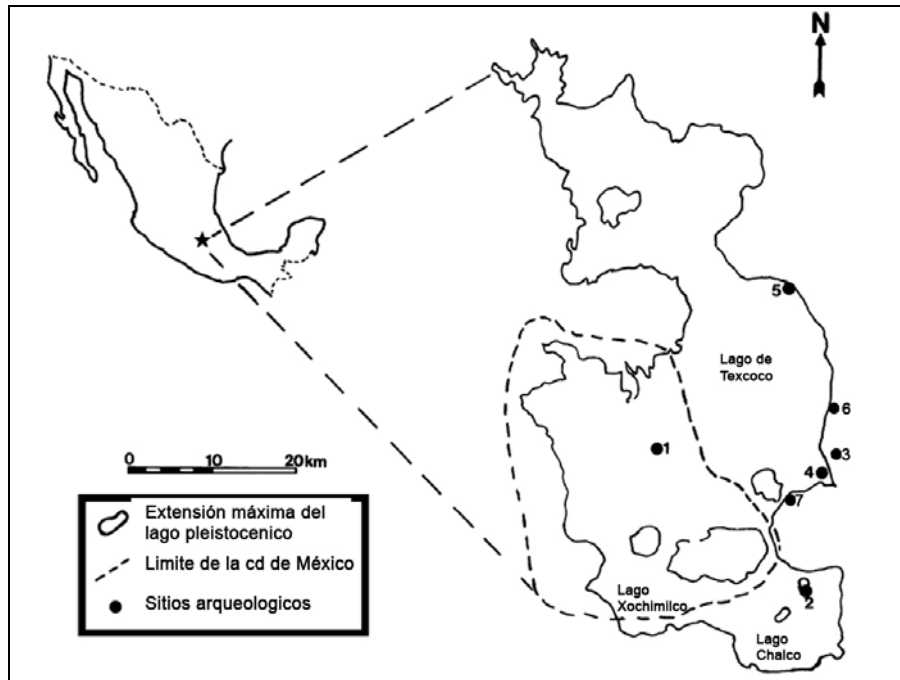 N
5
Lago de
Texcoco
6
1
3
4
7
0 10 20km
Extensión máxima del
lago pleistocenico
Limite de la cd de México
Sitios arqueologicos
Lago
Xochimilco
2
Lago
Chalco